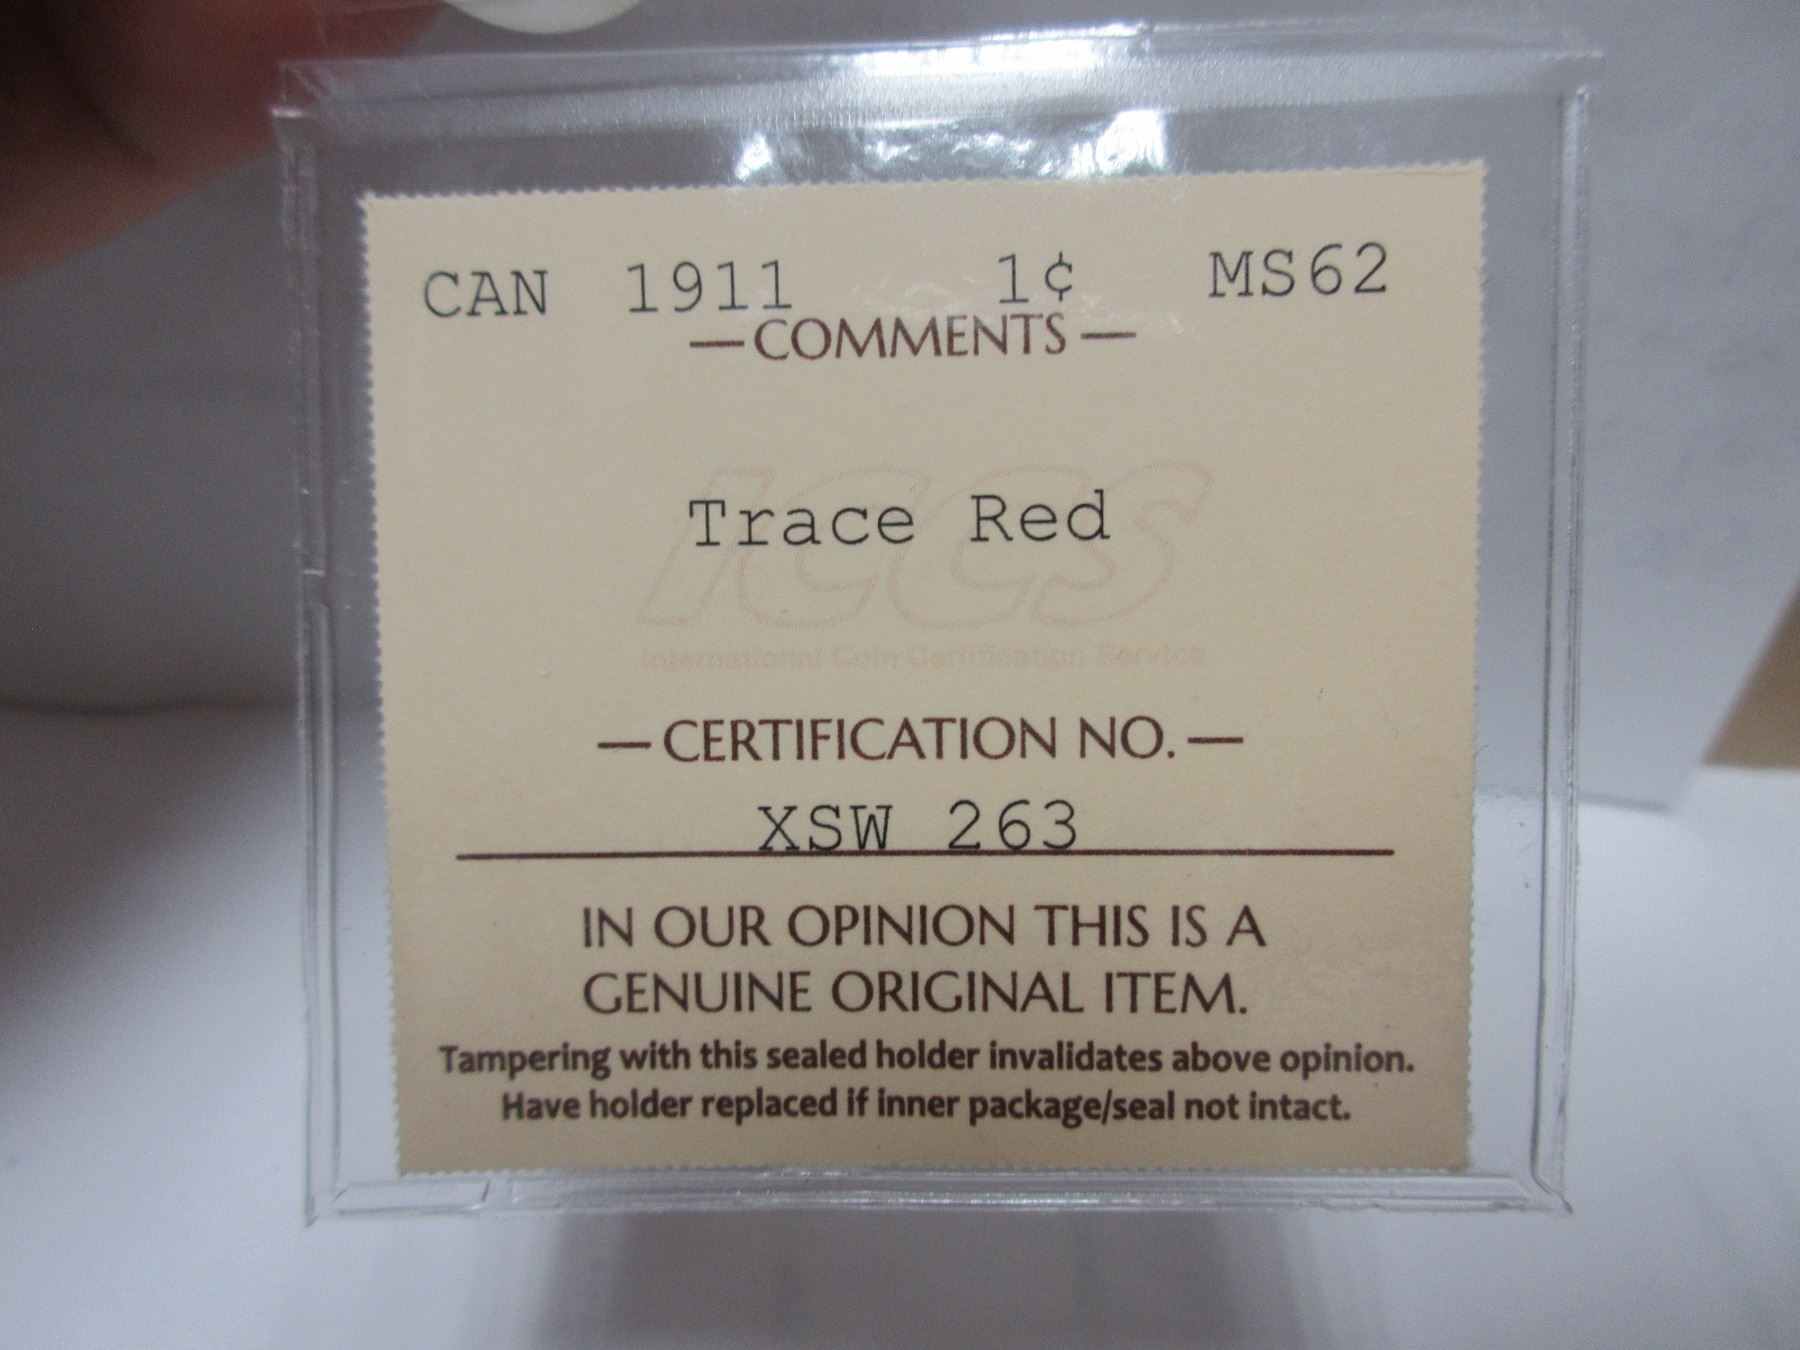 CAN 1911 1¢ MS62
— COMMENTS —
Trace Red
ICCS
International Coin Certification Service
— CERTIFICATION NO. —
XSW 263
IN OUR OPINION THIS IS A
GENUINE ORIGINAL ITEM.
Tampering with this sealed holder invalidates above opinion.
Have holder replaced if inner package/seal not intact.